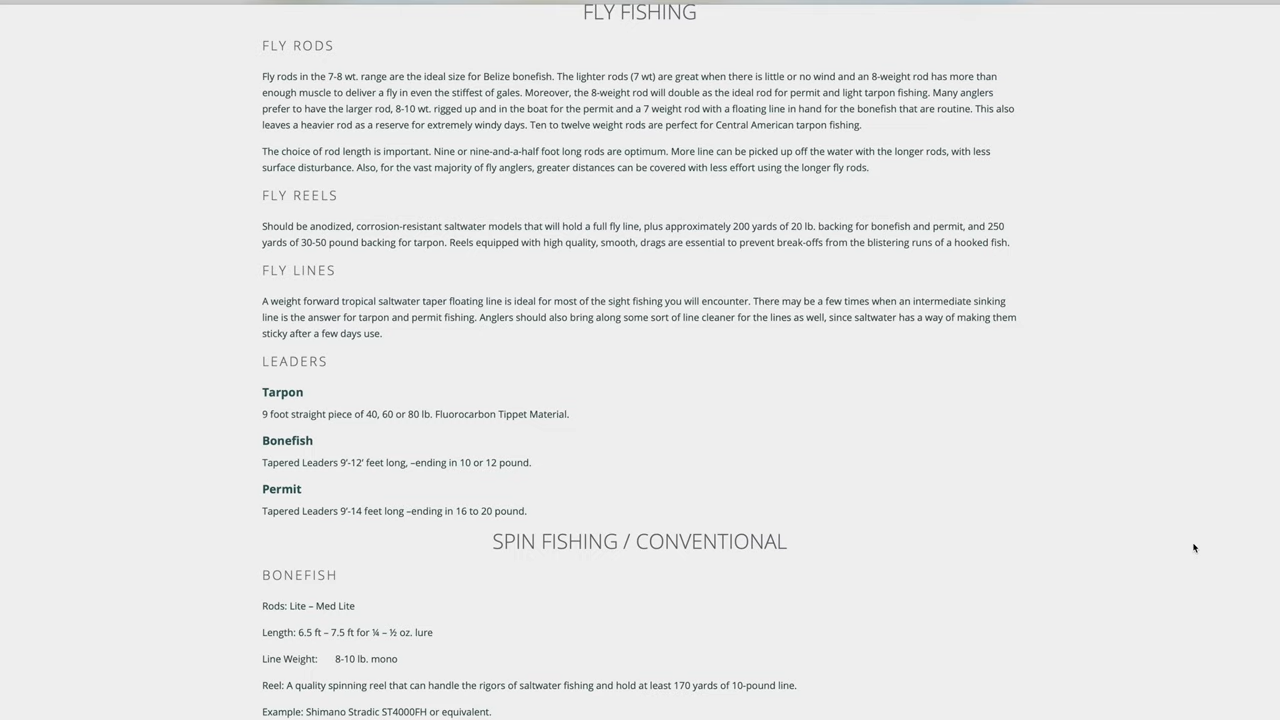 FLY FISHING
FLY RODS
Fly rods in the 7-8 wt. range are the ideal size for Belize bonefish. The lighter rods (7 wt) are great when there is little or no wind and an 8-weight rod has more than
enough muscle to deliver a fly in even the stiffest of gales. Moreover, the 8-weight rod will double as the ideal rod for permit and light tarpon fishing. Many anglers
prefer to have the larger rod, 8-10 wt. rigged up and in the boat for the permit and a 7 weight rod with a floating line in hand for the bonefish that are routine. This also
leaves a heavier rod as a reserve for extremely windy days. Ten to twelve weight rods are perfect for Central American tarpon fishing.
The choice of rod length is important. Nine or nine-and-a-half foot long rods are optimum. More line can be picked up off the water with the longer rods, with less
surface disturbance. Also, for the vast majority of fly anglers, greater distances can be covered with less effort using the longer fly rods.
FLY REELS
Should be anodized, corrosion-resistant saltwater models that will hold a full fly line, plus approximately 200 yards of 20 lb. backing for bonefish and permit, and 250
yards of 30-50 pound backing for tarpon. Reels equipped with high quality, smooth, drags are essential to prevent break-offs from the blistering runs of a hooked fish.
FLY LINES
A weight forward tropical saltwater taper floating line is ideal for most of the sight fishing you will encounter. There may be a few times when an intermediate sinking
line is the answer for tarpon and permit fishing. Anglers should also bring along some sort of line cleaner for the lines as well, since saltwater has a way of making them
sticky after a few days use.
LEADERS
Tarpon
9 foot straight piece of 40, 60 or 80 lb. Fluorocarbon Tippet Material.
Bonefish
Tapered Leaders 9’-12’ feet long, –ending in 10 or 12 pound.
Permit
Tapered Leaders 9’-14 feet long –ending in 16 to 20 pound.
SPIN FISHING / CONVENTIONAL
BONEFISH
Rods: Lite – Med Lite
Length: 6.5 ft – 7.5 ft for ¼ – ½ oz. lure
Line Weight: 8-10 lb. mono
Reel: A quality spinning reel that can handle the rigors of saltwater fishing and hold at least 170 yards of 10-pound line.
Example: Shimano Stradic ST4000FH or equivalent.